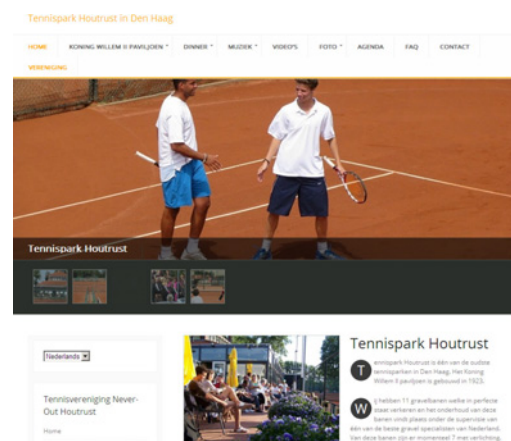 Tennispark Houtrust in Den Haag
HOME KONING WILLEM II PAVILJOEN DINNER MUZIEK VIDEO'S FOTO AGENDA FAQ CONTACT
VERENIGING
Tennispark Houtrust
Nederlands
Tennisvereniging Never-
Out Houtrust
Home
Tennispark Houtrust
Tennispark Houtrust is één van de oudste
tennisparken in Den Haag. Het Koning
Willem II paviljoen is gebouwd in 1923.
Wij hebben 11 gravelbanen welke in perfecte
staat verkeren en het onderhoud van deze
banen vindt plaats onder de supervisie van
één van de beste gravel specialisten van Nederland.
Van deze banen zijn er momenteel 7 met verlichting,